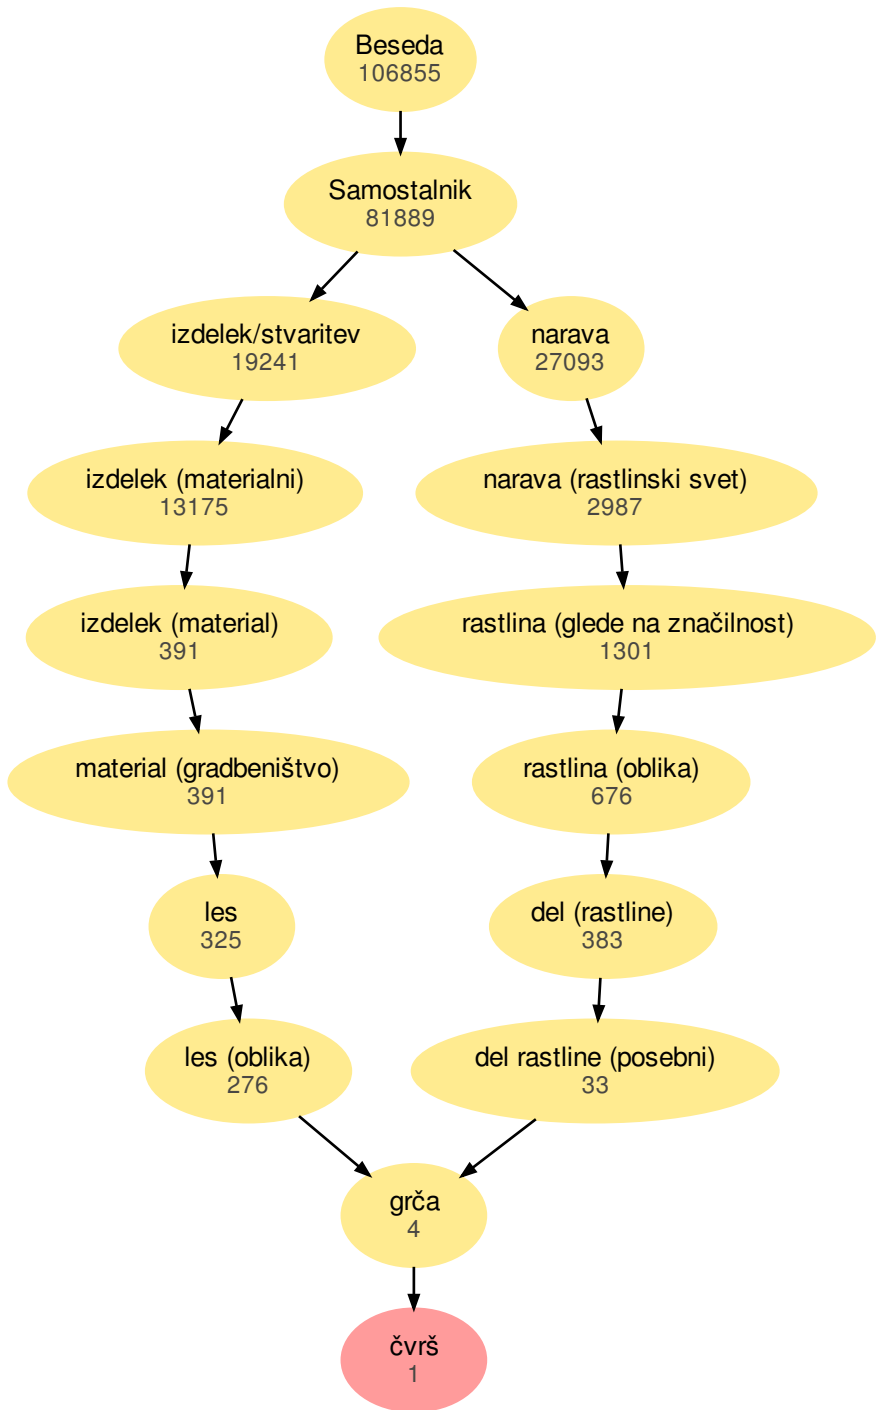 Beseda
106855
Samostalnik
81889
izdelek/stvaritev
19241
narava
27093
izdelek (materialni)
13175
narava (rastlinski svet)
2987
izdelek (material)
391
rastlina (glede na značilnost)
1301
material (gradbeništvo)
391
rastlina (oblika)
676
les
325
del (rastline)
383
les (oblika)
276
del rastline (posebni)
33
grča
4
čvrš
1